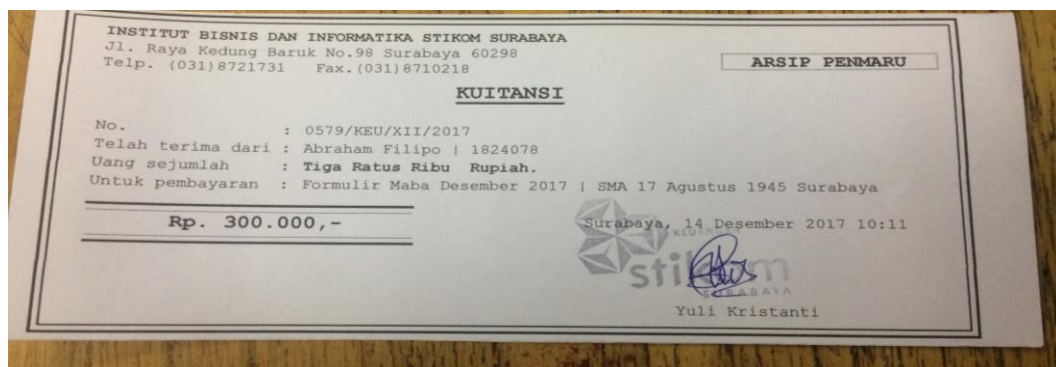 INSTITUT BISNIS DAN INFORMATIKA STIKOM SURABAYA
Jl. Raya Kedung Baruk No.98 Surabaya 60298
Telp. (031)8721731 Fax.(031)8710218
ARSIP PENMARU
KUITANSI
No. : 0579/KEU/XII/2017
Telah terima dari : Abraham Filipo | 1824078
Uang sejumlah : Tiga Ratus Ribu Rupiah.
Untuk pembayaran : Formulir Maba Desember 2017 | SMA 17 Agustus 1945 Surabaya
Rp. 300.000,-
Surabaya, 14 Desember 2017 10:11
KEUANGAN
stikom
SURABAYA
Yuli Kristanti